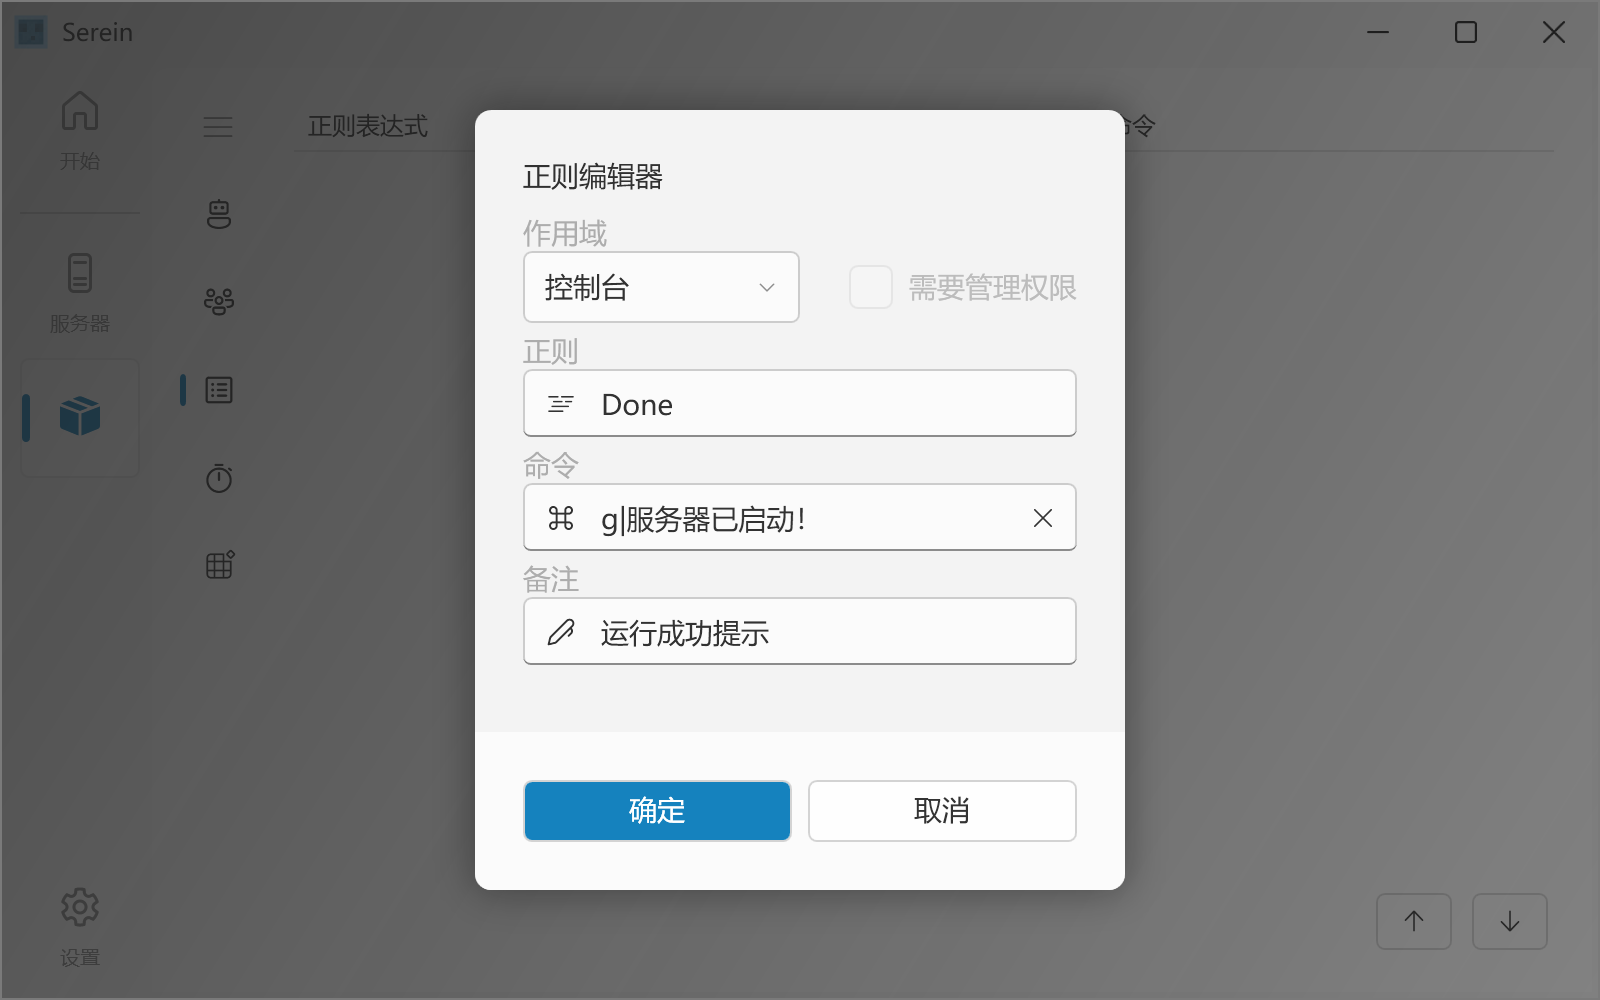 Serein
开始
服务器
设置
正则表达式
命令
正则编辑器
作用域
控制台
需要管理权限
正则
Done
命令
g|服务器已启动!
备注
运行成功提示
确定
取消